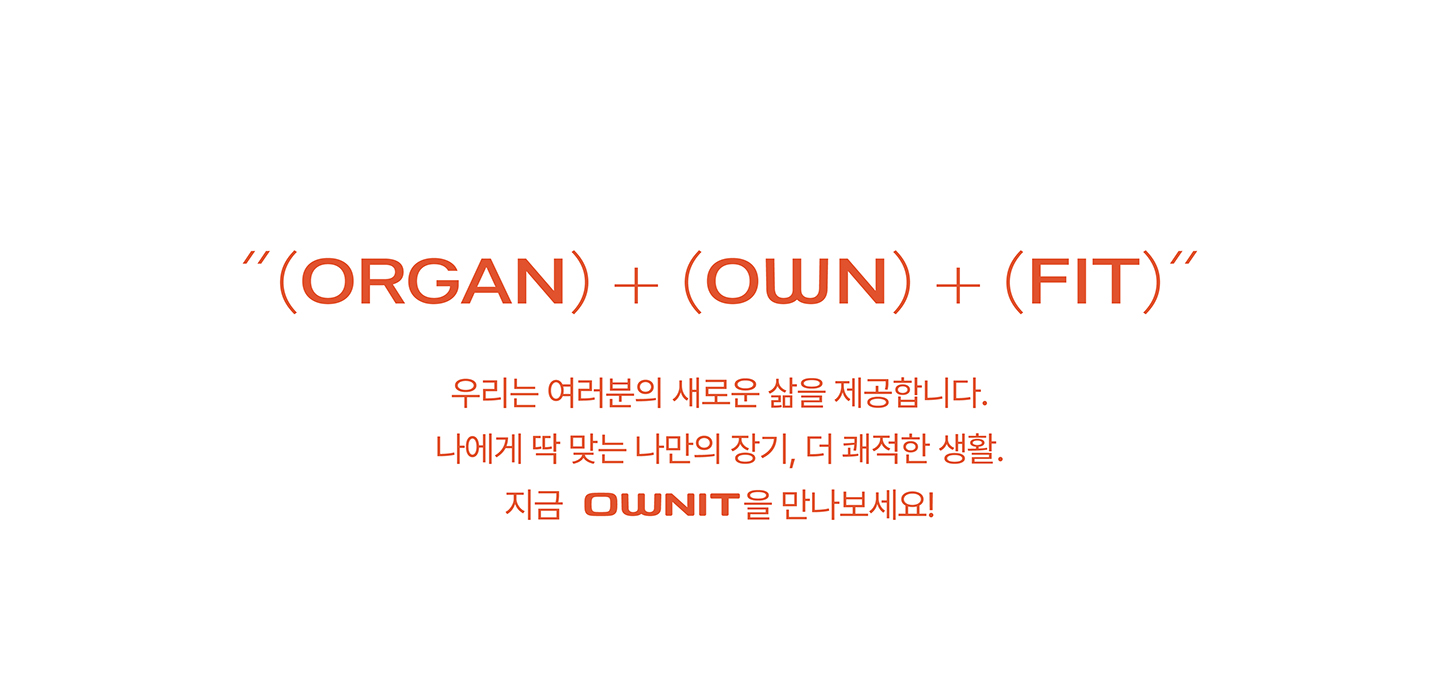 "(ORGAN) + (OWN) + (FIT)"
우리는 여러분의 새로운 삶을 제공합니다.
나에게 딱 맞는 나만의 장기, 더 쾌적한 생활.
지금 OWNIT을 만나보세요!